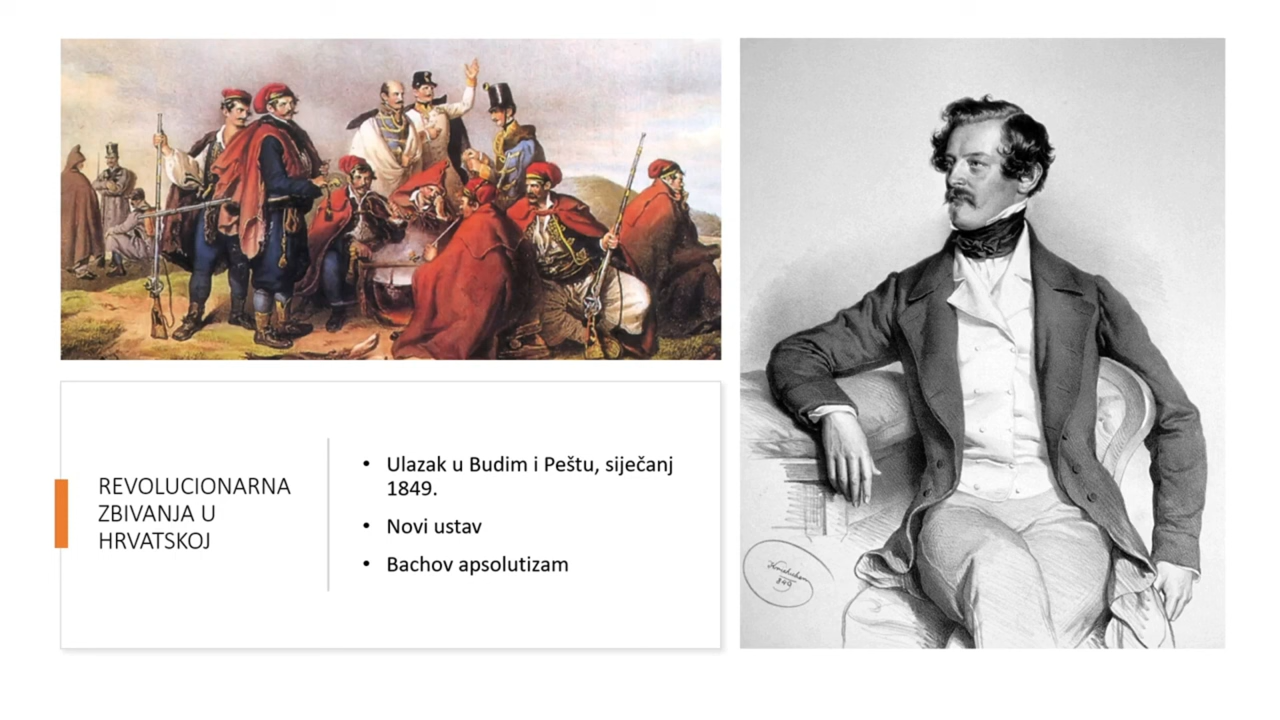 REVOLUCIONARNA
ZBIVANJA U
HRVATSKOJ
• Ulazak u Budim i Peštu, siječanj
1849.
• Novi ustav
• Bachov apsolutizam